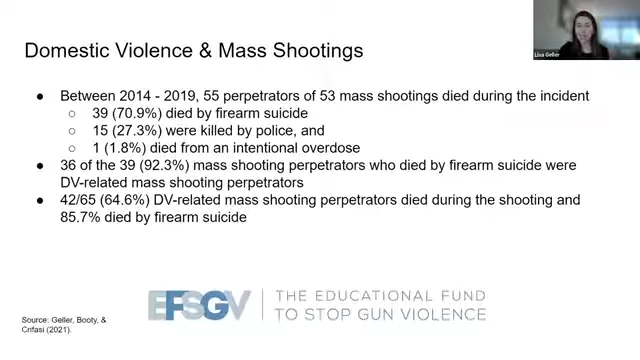 Domestic Violence & Mass Shootings
Lisa Geller
● Between 2014 - 2019, 55 perpetrators of 53 mass shootings died during the incident
○ 39 (70.9%) died by firearm suicide
○ 15 (27.3%) were killed by police, and
○ 1 (1.8%) died from an intentional overdose
● 36 of the 39 (92.3%) mass shooting perpetrators who died by firearm suicide were
DV-related mass shooting perpetrators
● 42/65 (64.6%) DV-related mass shooting perpetrators died during the shooting and
85.7% died by firearm suicide
EFSGV
THE EDUCATIONAL FUND
TO STOP GUN VIOLENCE
Source: Geller, Booty, &
Crifasi (2021).